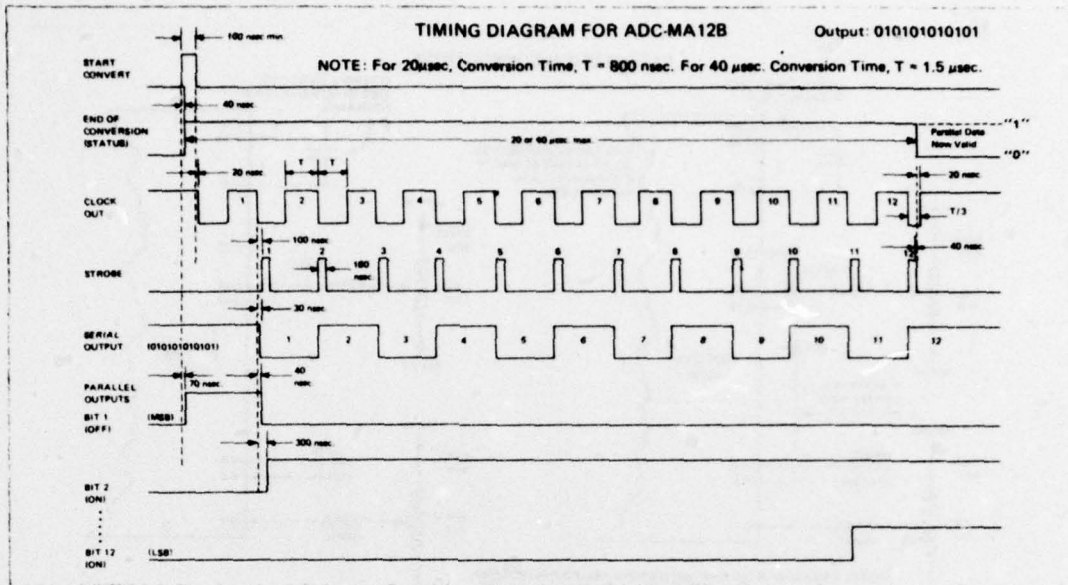 TIMING DIAGRAM FOR ADC-MA12B
Output: 010101010101
NOTE: For 20µsec, Conversion Time, T = 800 nsec. For 40 µsec. Conversion Time, T = 1.5 µsec.
100 nsec min.
START
CONVERT
40 nsec.
END OF
CONVERSION
(STATUS)
20 or 40 µsec. max.
"1"
Parallel Data
Now Valid
"0"
20 nsec.
T T
20 nsec.
CLOCK
OUT
1 2 3 4 5 6 7 8 9 10 11 12
T/3
100 nsec.
40 nsec.
STROBE
1 2 3 4 5 6 7 8 9 10 11 12
180
nsec.
30 nsec.
SERIAL
OUTPUT
(010101010101)
1 2 3 4 5 6 7 8 9 10 11 12
70 nsec.
40
nsec.
PARALLEL
OUTPUTS
BIT 1
(OFF)
(MSB)
300 nsec.
BIT 2
(ON)
BIT 12
(ON)
(LSB)